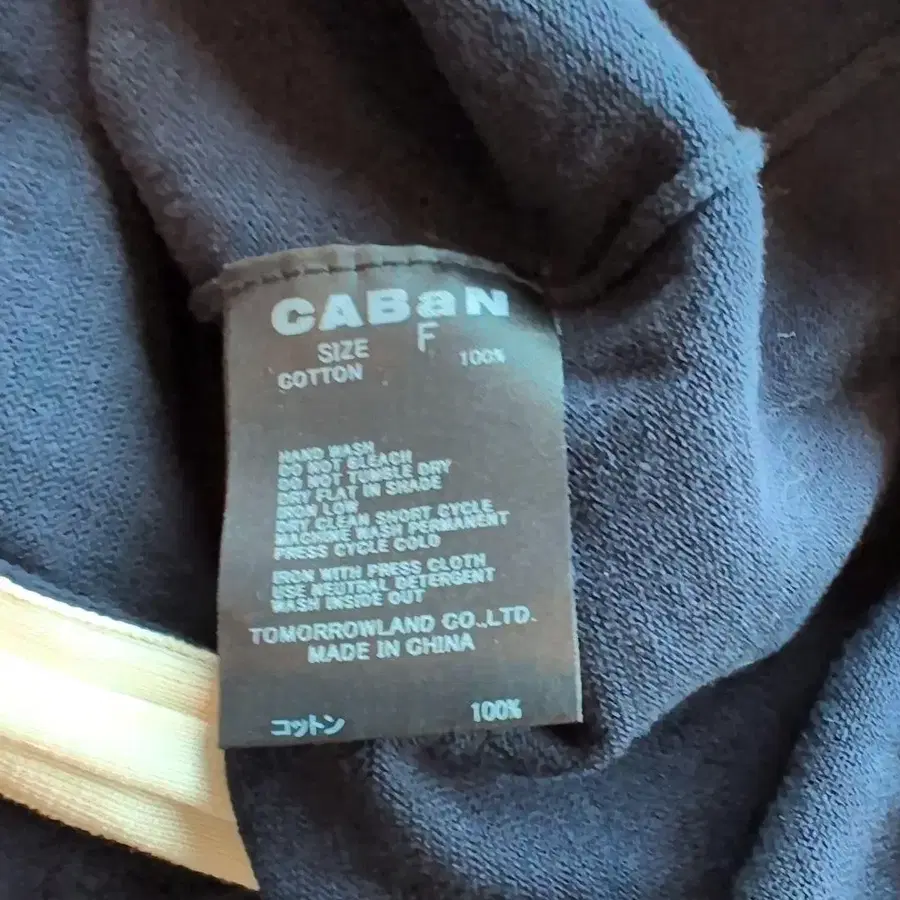 CABaN
SIZE F
COTTON 100%
HAND WASH
DO NOT BLEACH
DO NOT TUMBLE DRY
DRY FLAT IN SHADE
IRON LOW
DRY CLEAN SHORT CYCLE
MACHINE WASH PERMANENT
PRESS CYCLE COLD
IRON WITH PRESS CLOTH
USE NEUTRAL DETERGENT
WASH INSIDE OUT
TOMORROWLAND CO.,LTD.
MADE IN CHINA
コットン 100%